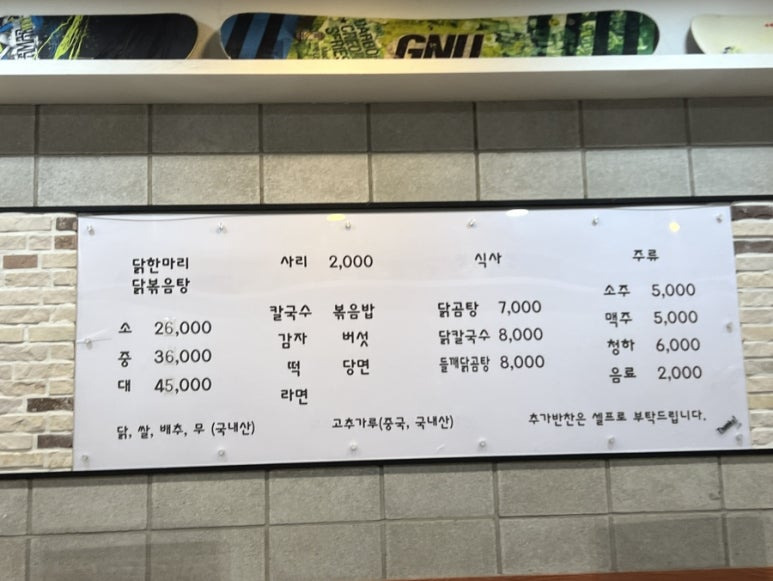 GNU
닭한마리
닭볶음탕
소 26,000
중 36,000
대 45,000
사리 2,000
칼국수 볶음밥
감자 버섯
떡 당면
라면
식사
닭곰탕 7,000
닭칼국수 8,000
들깨닭곰탕 8,000
주류
소주 5,000
맥주 5,000
청하 6,000
음료 2,000
닭, 쌀, 배추, 무 (국내산)
고추가루(중국, 국내산)
추가반찬은 셀프로 부탁드립니다.